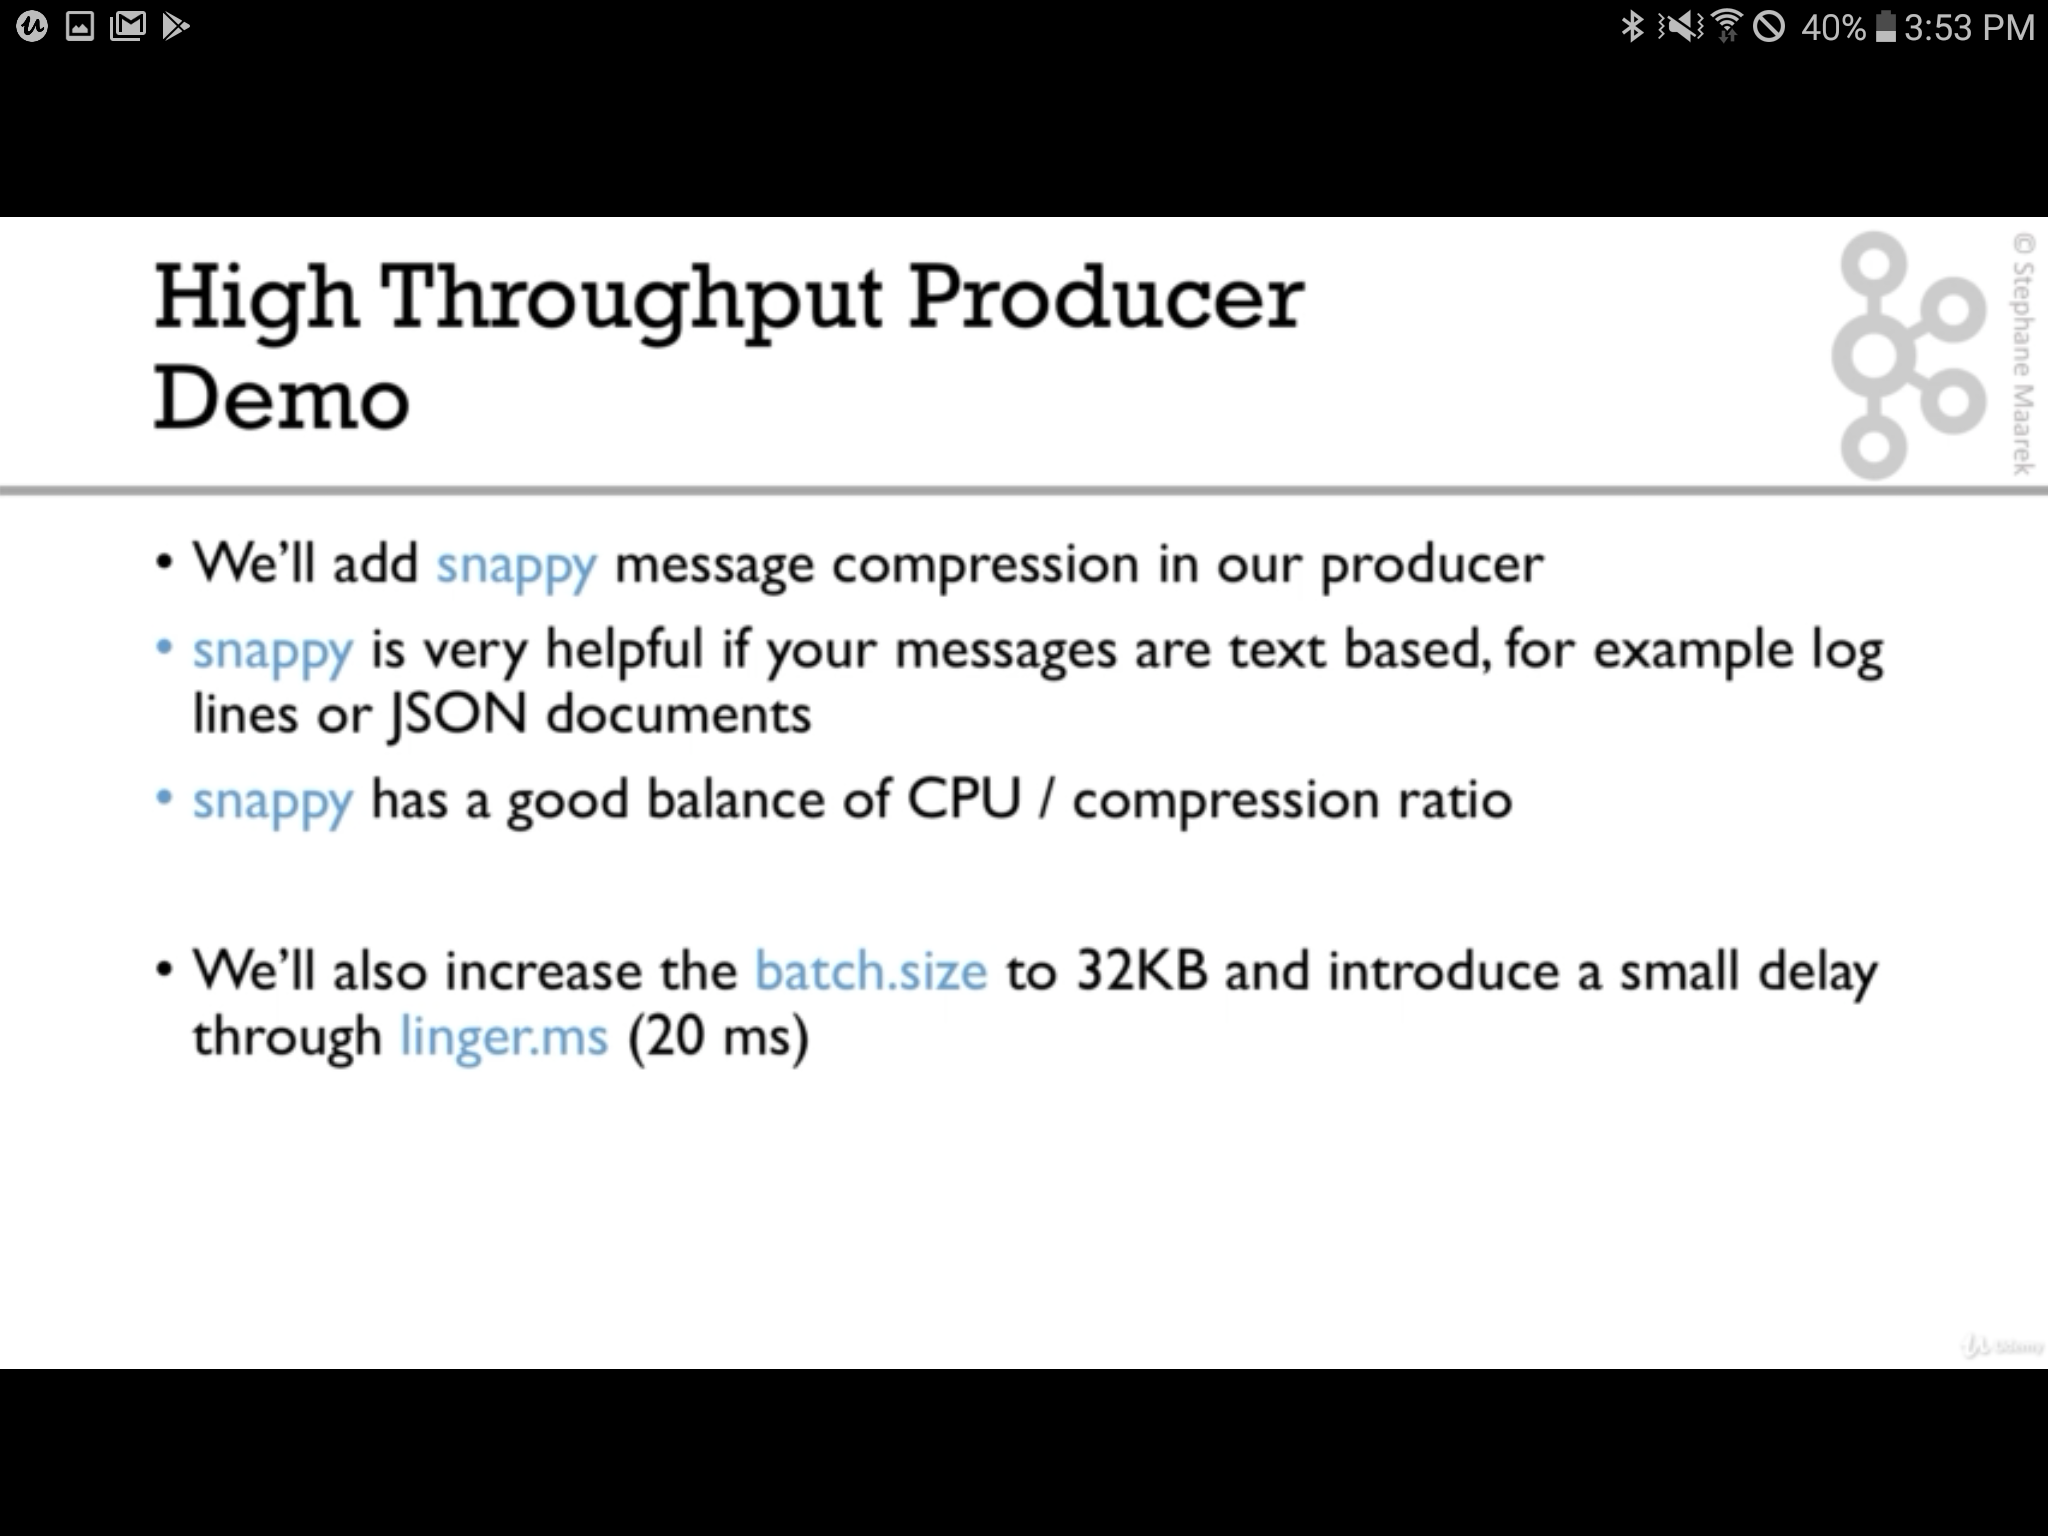 40% 3:53 PM
High Throughput Producer
Demo
© Stephane Maarek
• We'll add snappy message compression in our producer
• snappy is very helpful if your messages are text based, for example log
lines or JSON documents
• snappy has a good balance of CPU / compression ratio
• We'll also increase the batch.size to 32KB and introduce a small delay
through linger.ms (20 ms)
Udemy